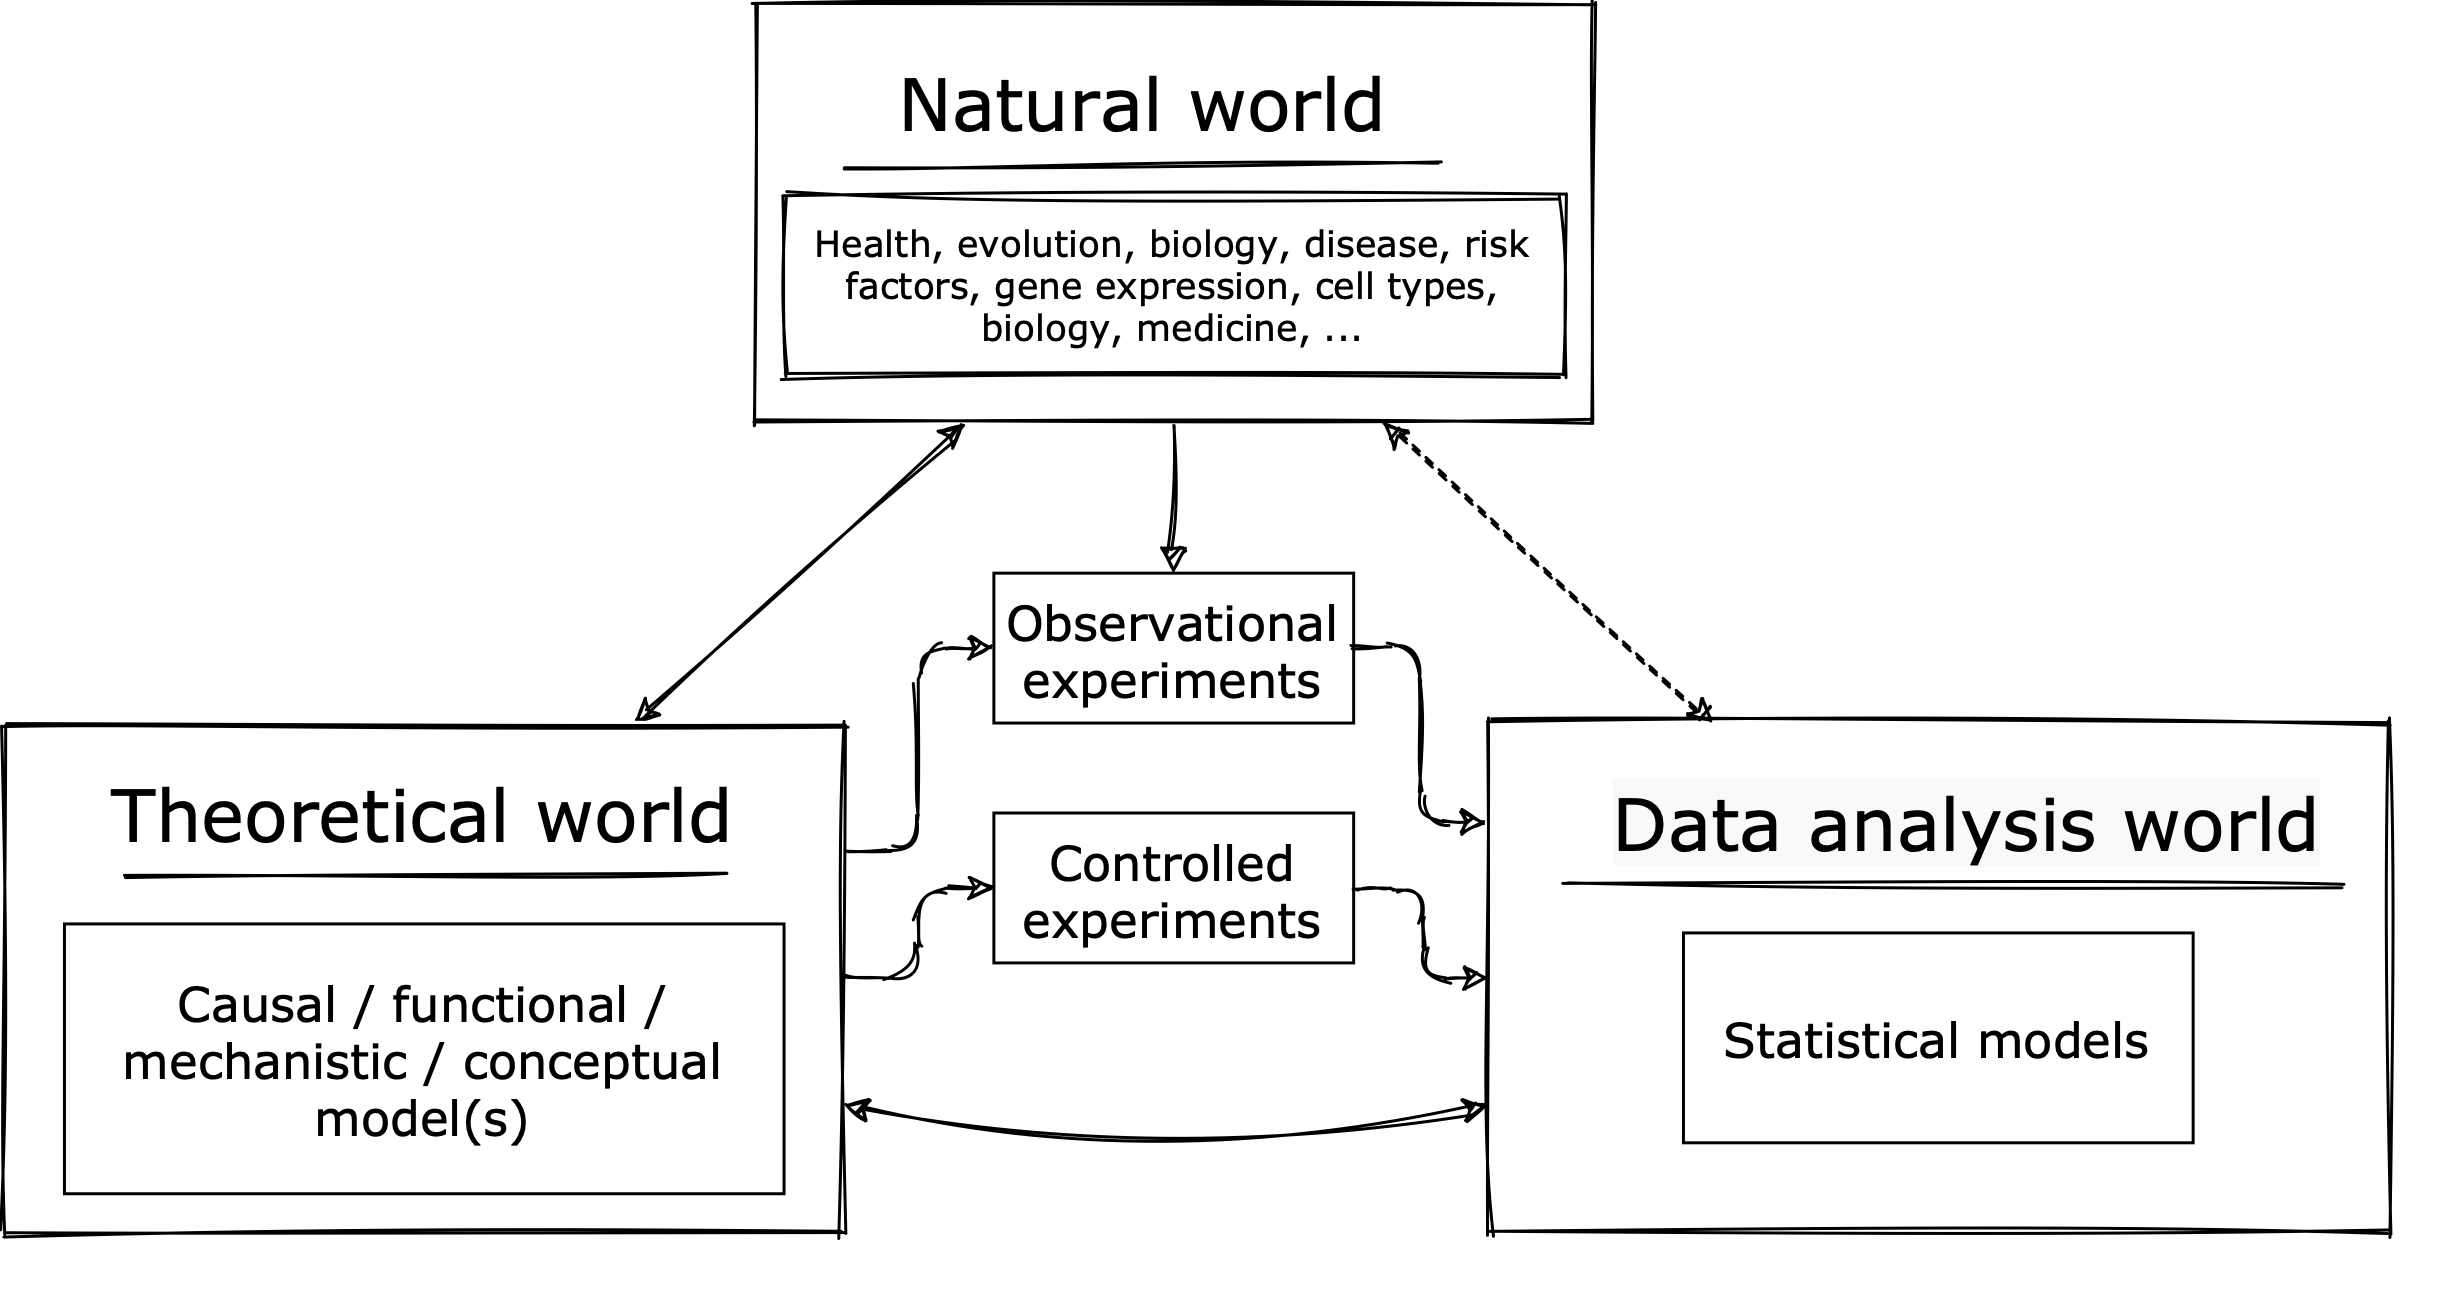 Natural world
Health, evolution, biology, disease, risk
factors, gene expression, cell types,
biology, medicine, ...
Observational
experiments
Theoretical world
Causal / functional /
mechanistic / conceptual
model(s)
Controlled
experiments
Data analysis world
Statistical models